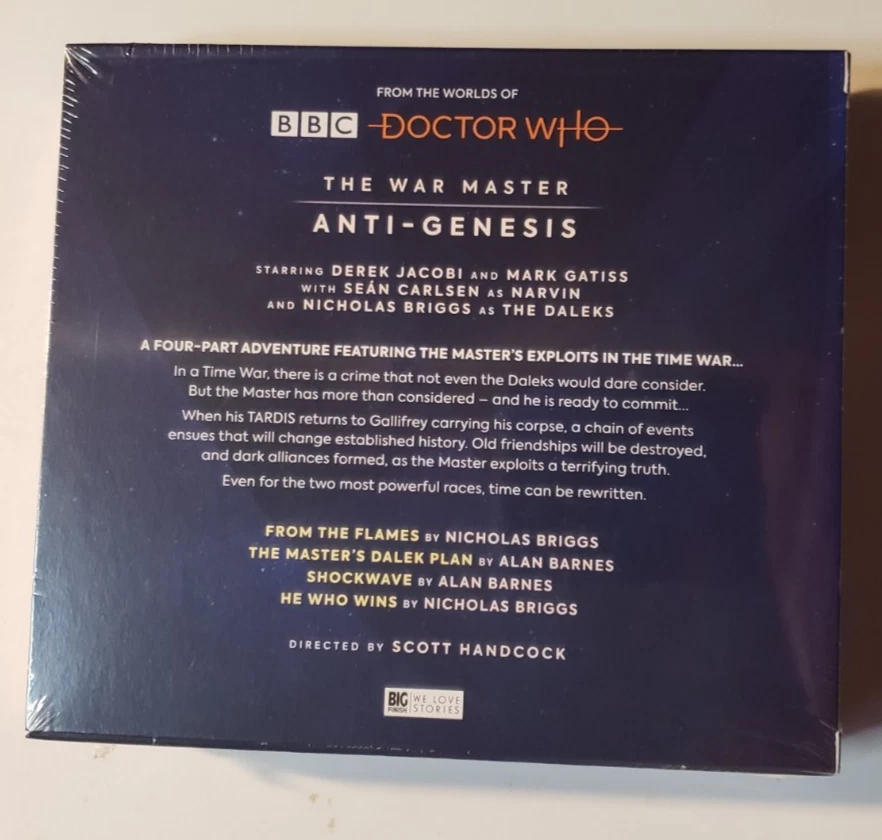 FROM THE WORLDS OF
BBC DOCTOR WHO
THE WAR MASTER
ANTI-GENESIS
STARRING DEREK JACOBI AND MARK GATISS
WITH SEÁN CARLSEN AS NARVIN
AND NICHOLAS BRIGGS AS THE DALEKS
A FOUR-PART ADVENTURE FEATURING THE MASTER'S EXPLOITS IN THE TIME WAR...
In a Time War, there is a crime that not even the Daleks would dare consider.
But the Master has more than considered – and he is ready to commit...
When his TARDIS returns to Gallifrey carrying his corpse, a chain of events
ensues that will change established history. Old friendships will be destroyed,
and dark alliances formed, as the Master exploits a terrifying truth.
Even for the two most powerful races, time can be rewritten.
FROM THE FLAMES BY NICHOLAS BRIGGS
THE MASTER'S DALEK PLAN BY ALAN BARNES
SHOCKWAVE BY ALAN BARNES
HE WHO WINS BY NICHOLAS BRIGGS
DIRECTED BY SCOTT HANDCOCK
BIG FINISH WE LOVE STORIES